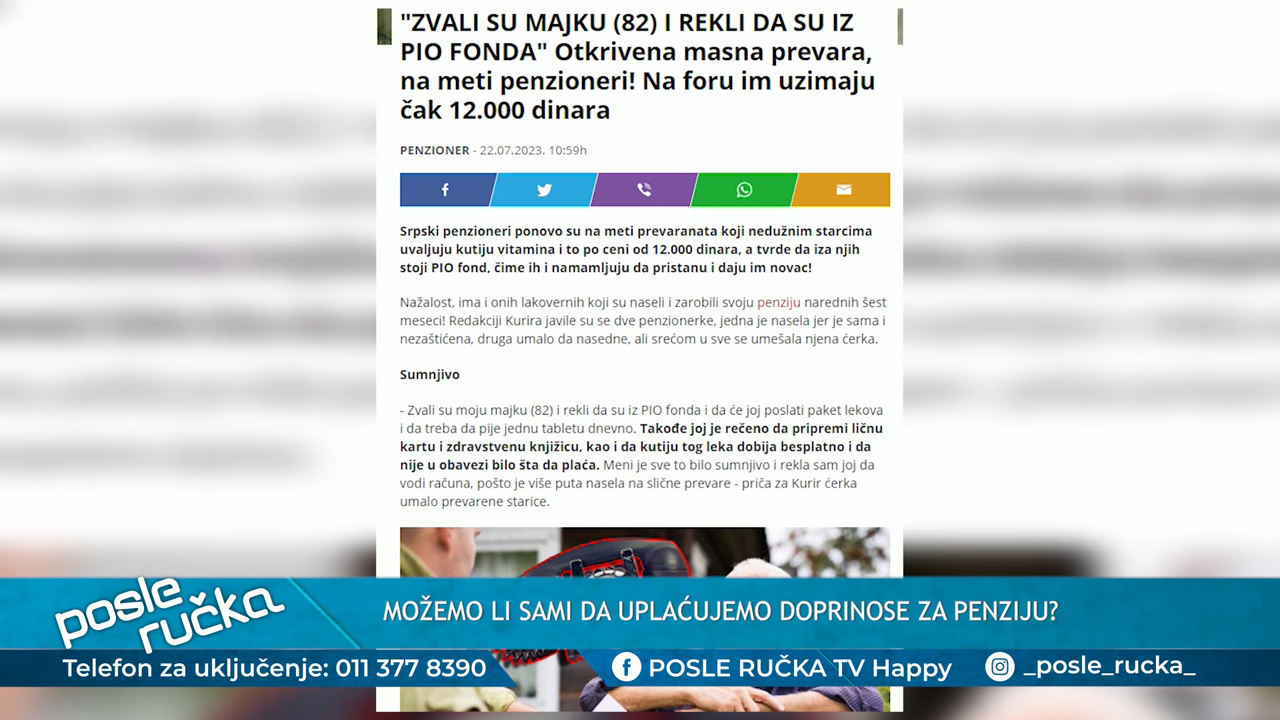 "ZVALI SU MAJKU (82) I REKLI DA SU IZ
PIO FONDA" Otkrivena masna prevara,
na meti penzioneri! Na foru im uzimaju
čak 12.000 dinara
PENZIONER - 22.07.2023. 10:59h
Srpski penzioneri ponovo su na meti prevaranata koji nedužnim starcima
uvaljuju kutiju vitamina i to po ceni od 12.000 dinara, a tvrde da iza njih
stoji PIO fond, čime ih i namamljuju da pristanu i daju im novac!
Nažalost, ima i onih lakovernih koji su naseli i zarobili svoju penziju narednih šest
meseci! Redakciji Kurira javile su se dve penzionerke, jedna je nasela jer je sama i
nezaštićena, druga umalo da nasedne, ali srećom u sve se umešala njena ćerka.
Sumnjivo
- Zvali su moju majku (82) i rekli da su iz PIO fonda i da će joj poslati paket lekova
i da treba da pije jednu tabletu dnevno. Takođe joj je rečeno da pripremi ličnu
kartu i zdravstvenu knjižicu, kao i da kutiju tog leka dobija besplatno i da
nije u obavezi bilo šta da plaća. Meni je sve to bilo sumnjivo i rekla sam joj da
vodi računa, pošto je više puta nasela na slične prevare - priča za Kurir ćerka
umalo prevarene starice.
posle
ručka
MOŽEMO LI SAMI DA UPLAĆUJEMO DOPRINOSE ZA PENZIJU?
Telefon za uključenje: 011 377 8390
POSLE RUČKA TV Happy
_posle_rucka_